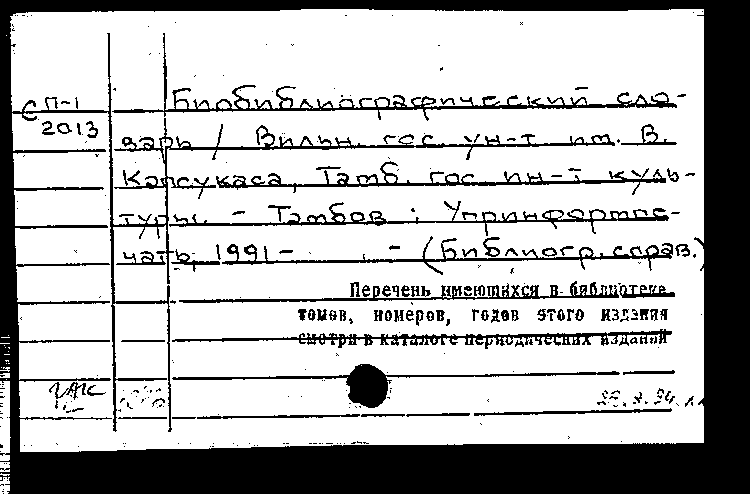 С П-1
2013
Биобиблиографический сло-
варь / Вильн. гос. ун-т им. В.
Капсукаса, Тамб. гос. ин-т куль-
туры. - Тамбов : Упринформпе-
чать, 1991 - . - (Библиогр. справ.)
Перечень имеющихся в библиотеке
томов, номеров, годов этого издания
смотри в каталоге периодических изданий